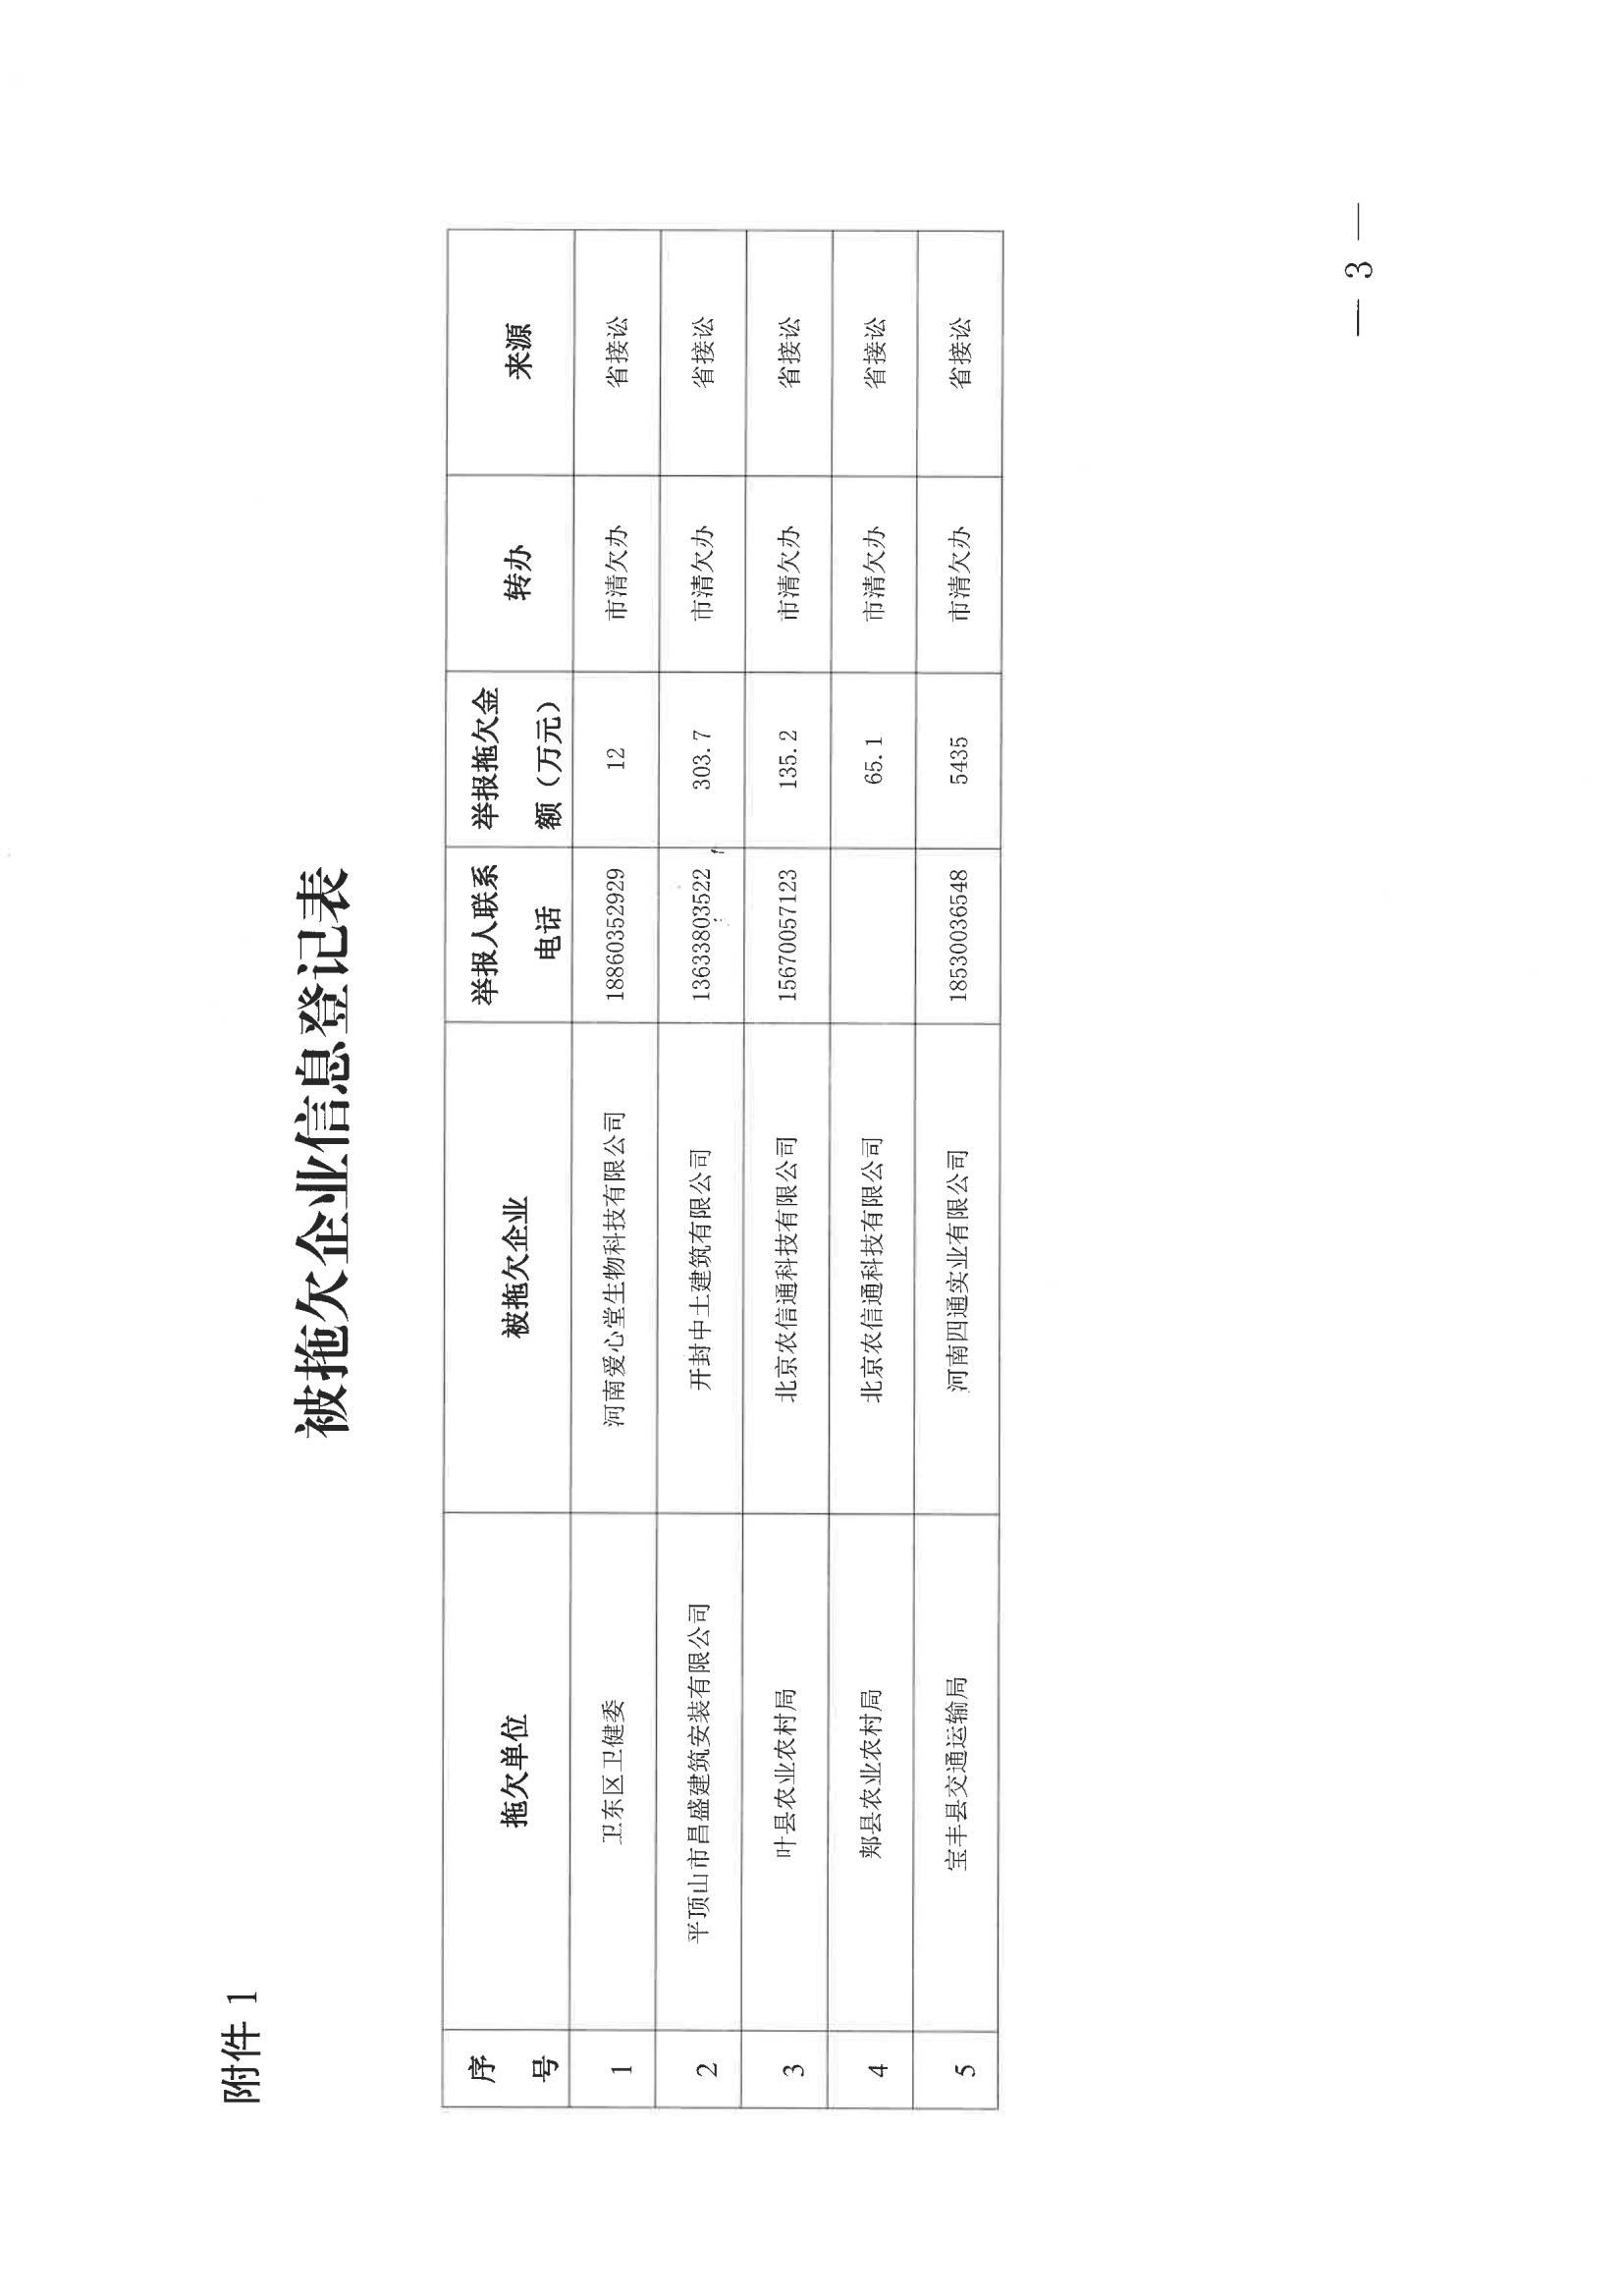 附件 1
被拖欠企业信息登记表
序号 拖欠单位 被拖欠企业 举报人联系电话 举报拖欠金额（万元） 转办 来源
1 卫东区卫健委 河南爱心堂生物科技有限公司 18860352929 12 市清欠办 省接讼
2 平顶山市昌盛建筑安装有限公司 开封中土建筑有限公司 13633803522 303.7 市清欠办 省接讼
3 叶县农业农村局 北京农信通科技有限公司 15670057123 135.2 市清欠办 省接讼
4 郏县农业农村局 北京农信通科技有限公司 65.1 市清欠办 省接讼
5 宝丰县交通运输局 河南四通实业有限公司 18530036548 5435 市清欠办 省接讼
— 3 —